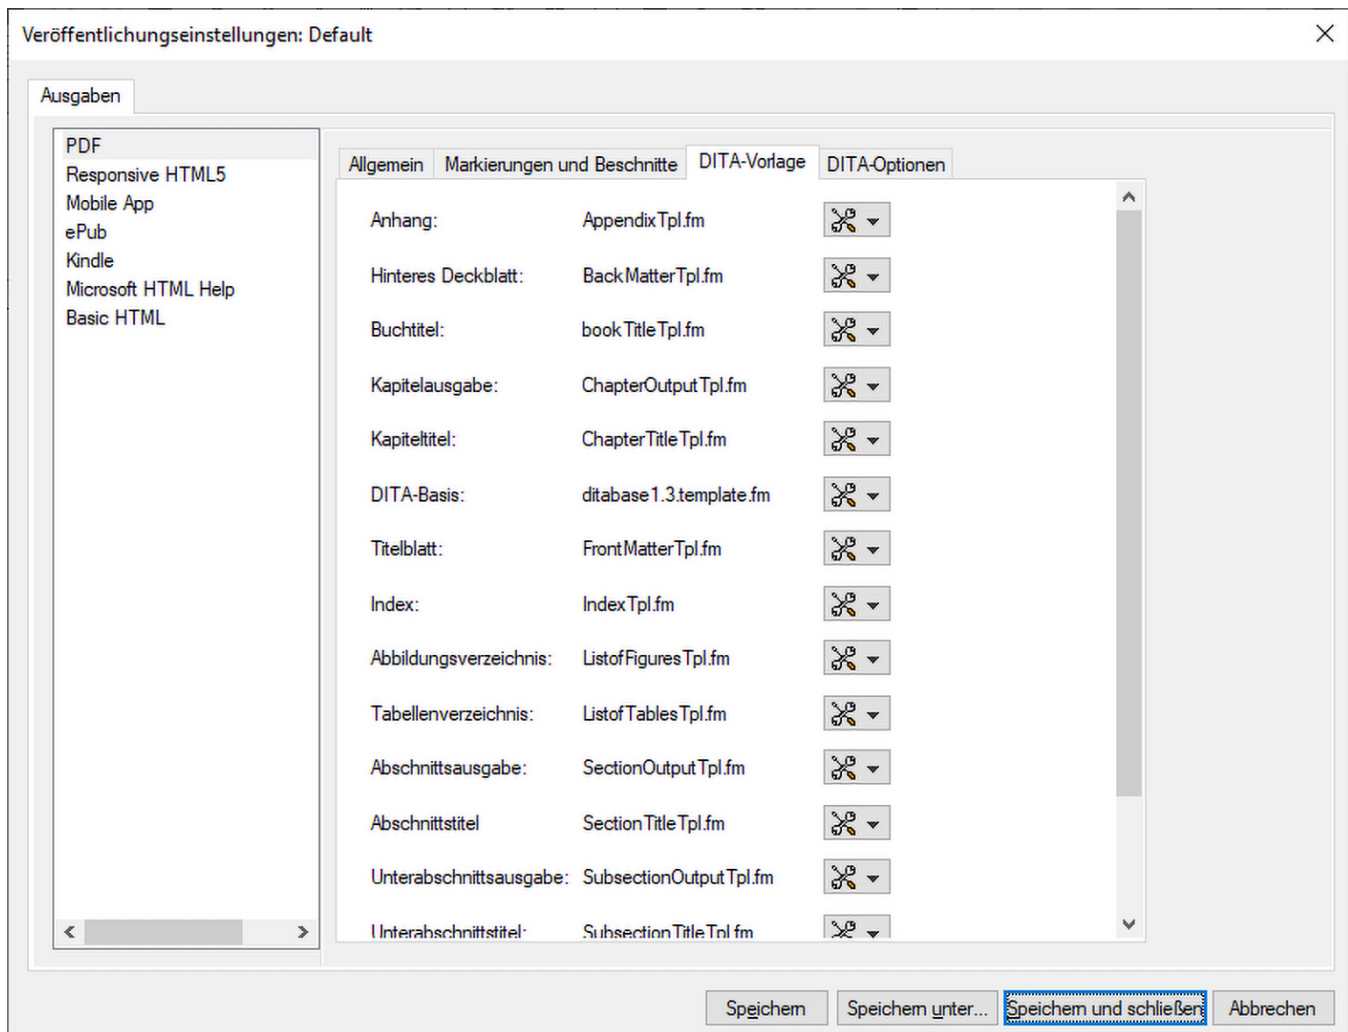 Veröffentlichungseinstellungen: Default
Ausgaben
PDF
Responsive HTML5
Mobile App
ePub
Kindle
Microsoft HTML Help
Basic HTML
Allgemein Markierungen und Beschnitte DITA-Vorlage DITA-Optionen
Anhang: AppendixTpl.fm
Hinteres Deckblatt: BackMatterTpl.fm
Buchtitel: bookTitleTpl.fm
Kapitelausgabe: ChapterOutputTpl.fm
Kapiteltitel: ChapterTitleTpl.fm
DITA-Basis: ditabase1.3.template.fm
Titelblatt: FrontMatterTpl.fm
Index: IndexTpl.fm
Abbildungsverzeichnis: ListofFiguresTpl.fm
Tabellenverzeichnis: ListofTablesTpl.fm
Abschnittsausgabe: SectionOutputTpl.fm
Abschnittstitel SectionTitleTpl.fm
Unterabschnittsausgabe: SubsectionOutputTpl.fm
Unterabschnittstitel: SubsectionTitleTpl.fm
Speichern Speichern unter... Speichern und schließen Abbrechen